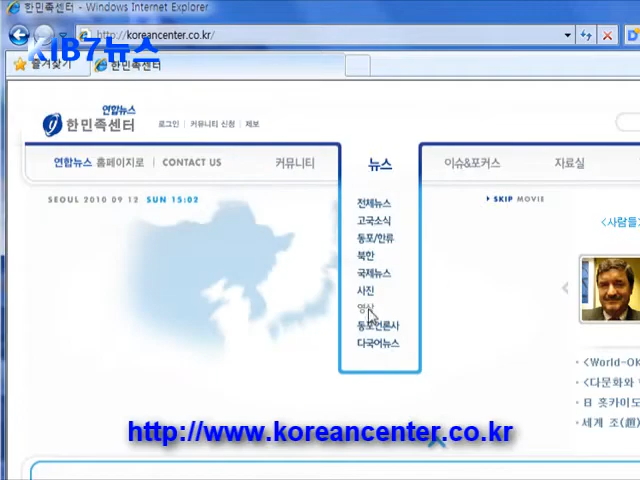 한민족센터 - Windows Internet Explorer
http://koreancenter.co.kr/
KIB7뉴스
즐겨찾기
한민족센터
연합뉴스
한민족센터
로그인 | 커뮤니티 신청 | 제보
연합뉴스 홈페이지로 | CONTACT US
커뮤니티
뉴스
이슈&포커스
자료실
SEOUL 2010 09 12 SUN 15:02
SKIP MOVIE
전체뉴스
고국소식
동포/한류
북한
국제뉴스
사진
영상
동포언론사
다국어뉴스
<사람들
<World-OK
<다문화와
日 홋카이도
세계 조(趙)
http://www.koreancenter.co.kr